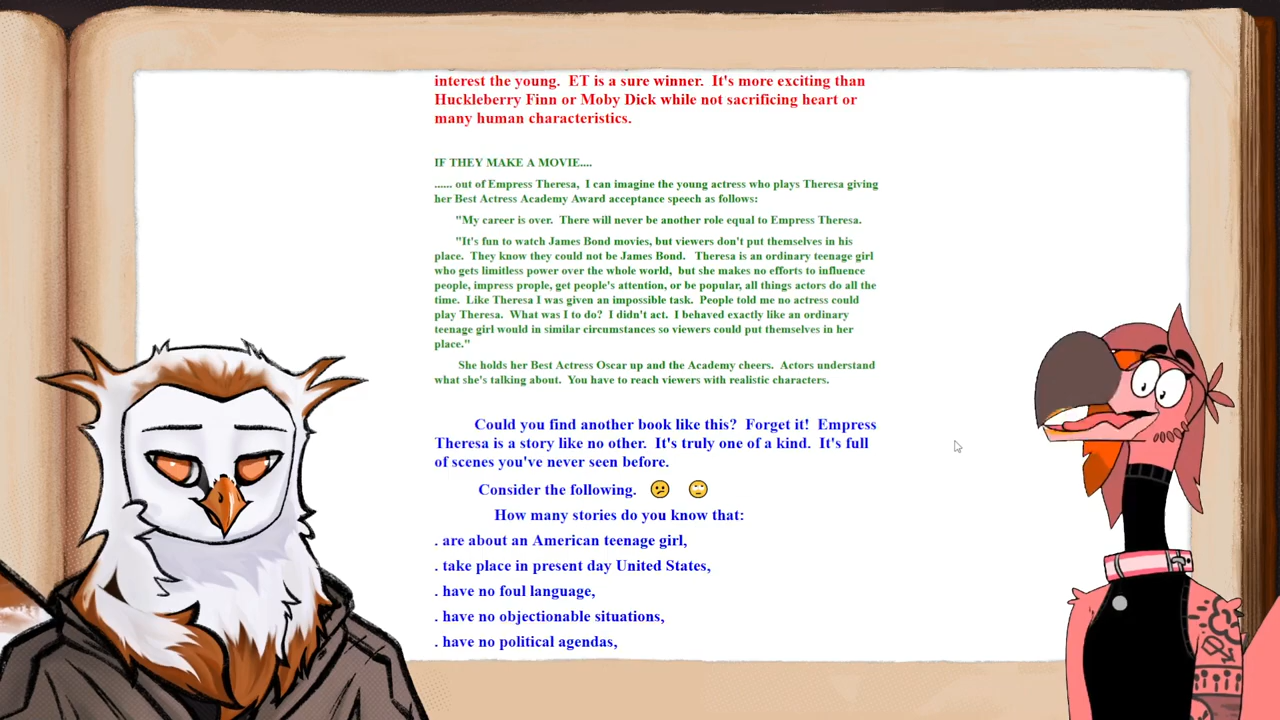 interest the young.  ET is a sure winner.  It's more exciting than
Huckleberry Finn or Moby Dick while not sacrificing heart or
many human characteristics.
IF THEY MAKE A MOVIE....
...... out of Empress Theresa,  I can imagine the young actress who plays Theresa giving
her Best Actress Academy Award acceptance speech as follows:
"My career is over.  There will never be another role equal to Empress Theresa.
"It's fun to watch James Bond movies, but viewers don't put themselves in his
place.  They know they could not be James Bond.   Theresa is an ordinary teenage girl
who gets limitless power over the whole world,  but she makes no efforts to influence
people, impress prople, get people's attention, or be popular, all things actors do all the
time.  Like Theresa I was given an impossible task.  People told me no actress could
play Theresa.  What was I to do?  I didn't act.  I behaved exactly like an ordinary
teenage girl would in similar circumstances so viewers could put themselves in her
place."
She holds her Best Actress Oscar up and the Academy cheers.  Actors understand
what she's talking about.  You have to reach viewers with realistic characters.
Could you find another book like this?  Forget it!  Empress
Theresa is a story like no other.  It's truly one of a kind.  It's full
of scenes you've never seen before.
Consider the following. 😕 🙄
How many stories do you know that:
. are about an American teenage girl,
. take place in present day United States,
. have no foul language,
. have no objectionable situations,
. have no political agendas,